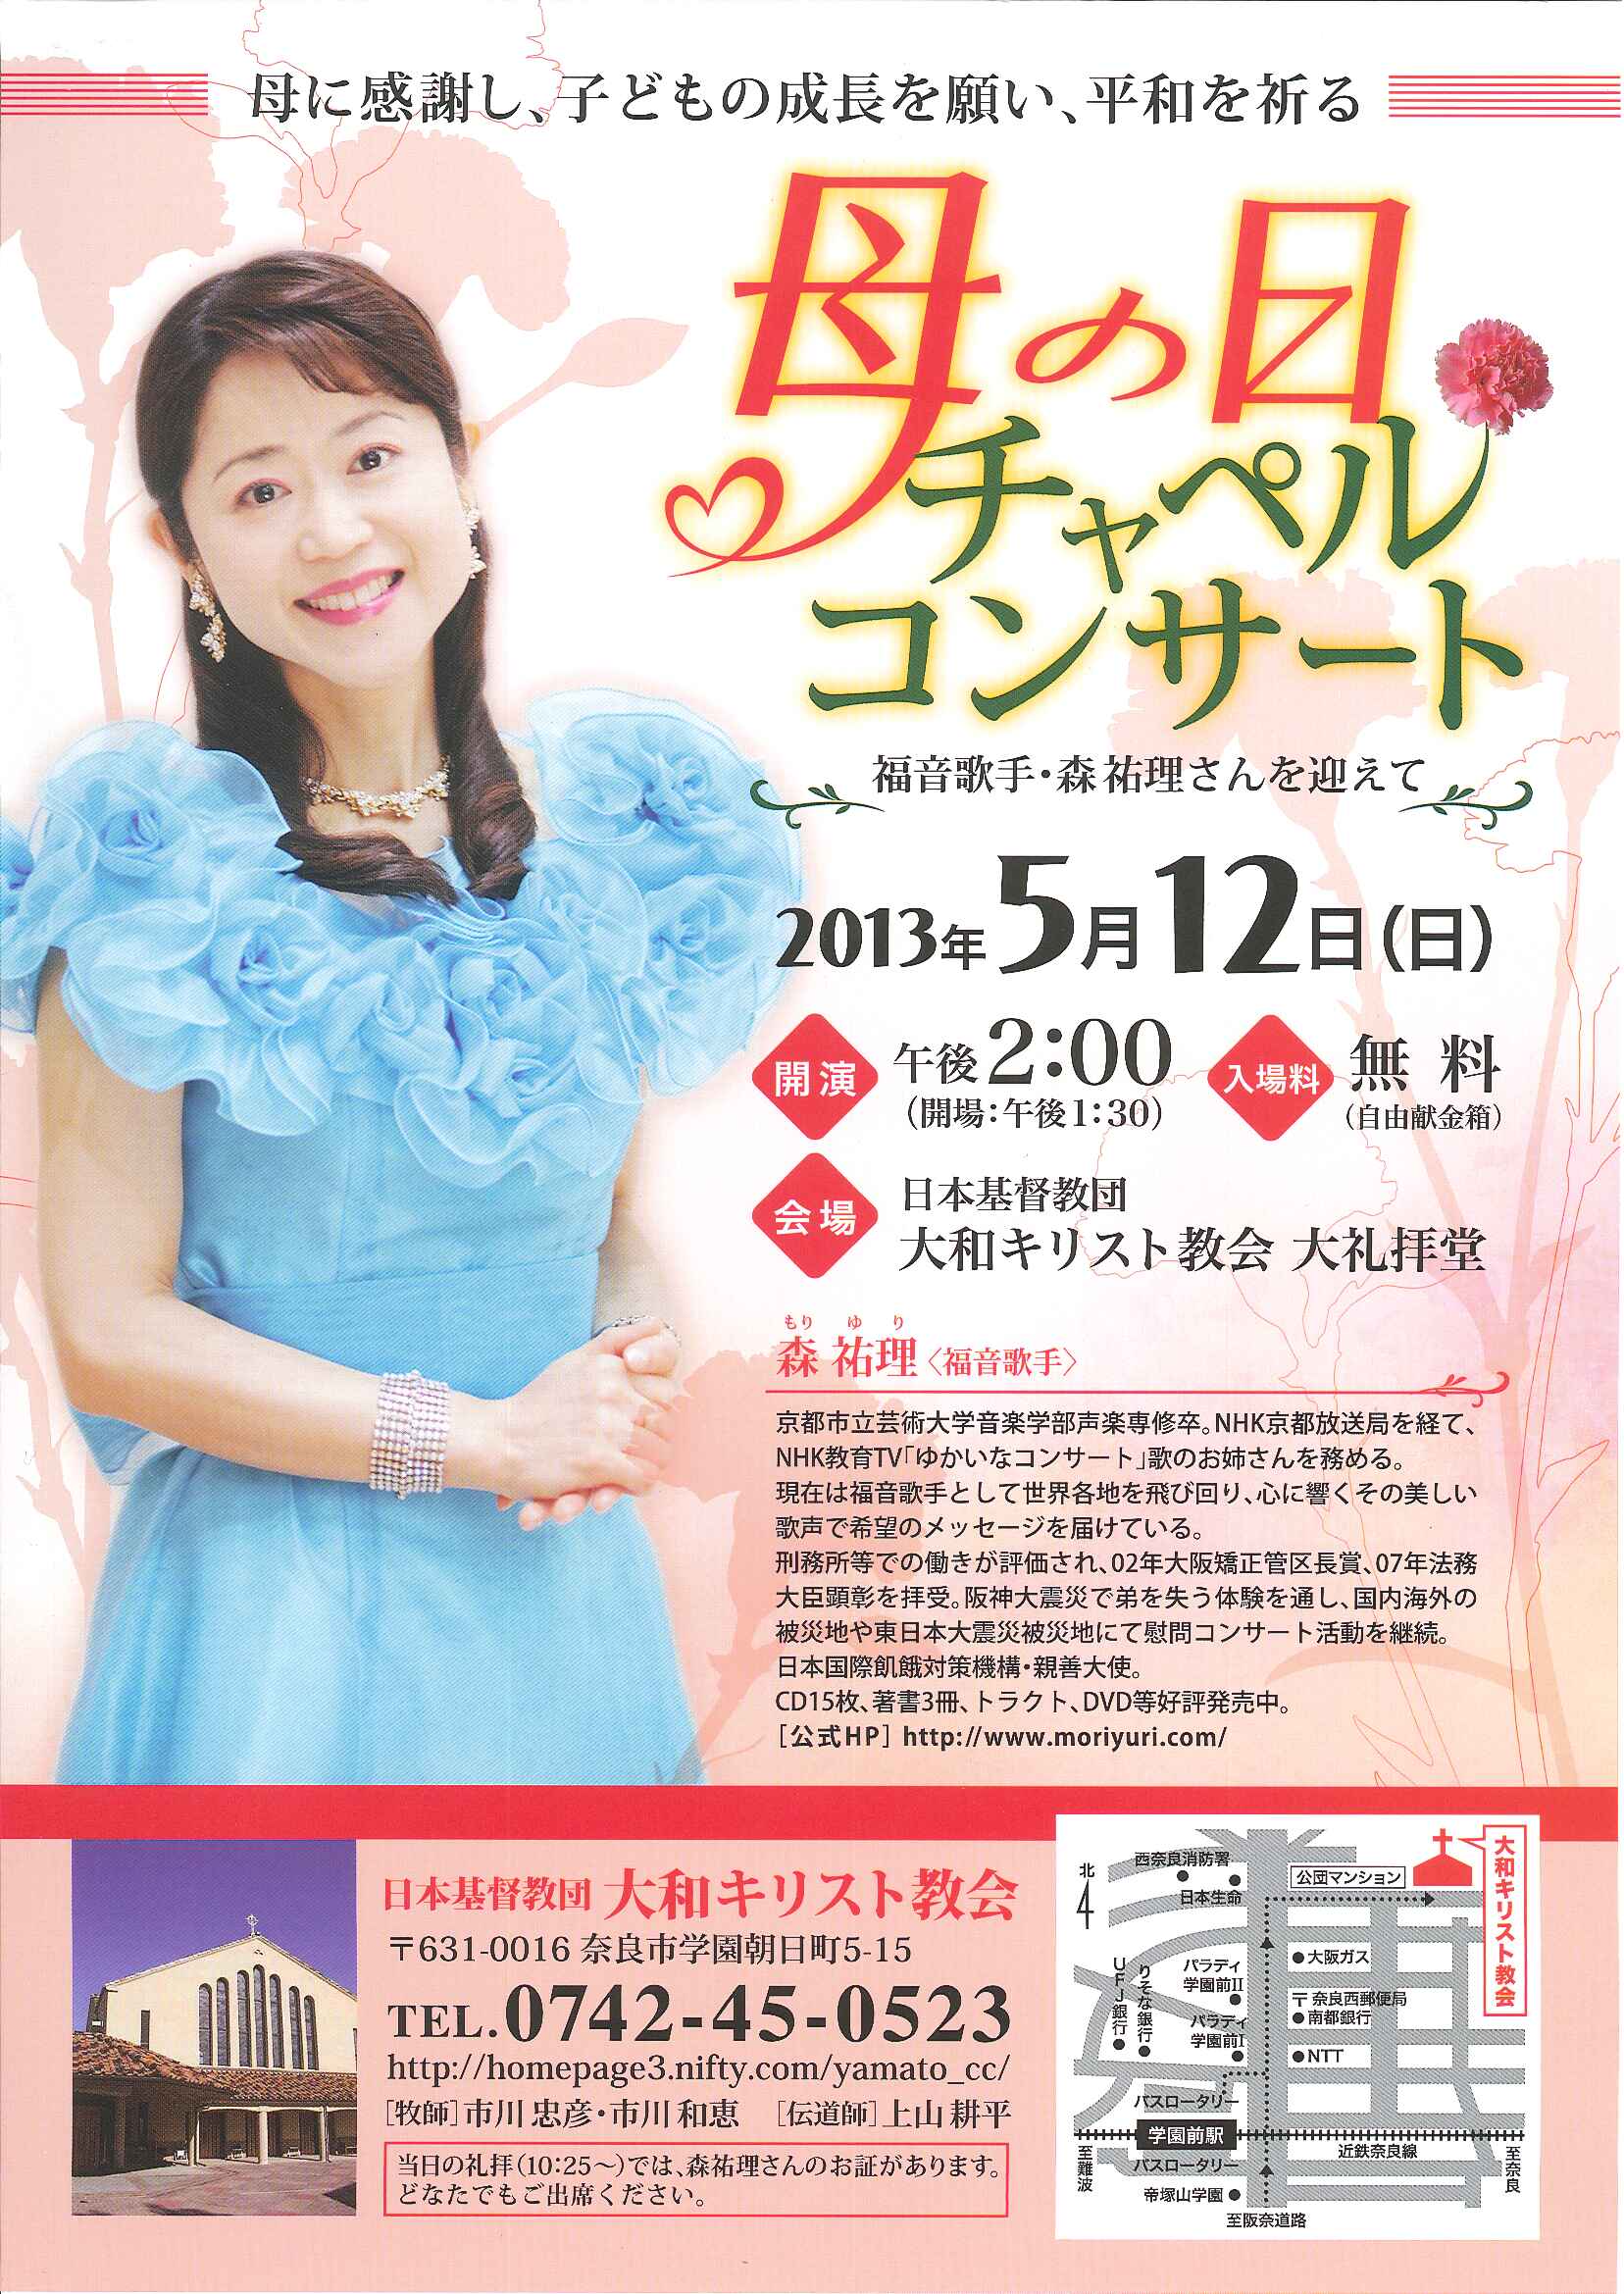 母に感謝し、子どもの成長を願い、平和を祈る
母の日
チャペル
コンサート
福音歌手・森祐理さんを迎えて
2013年5月12日(日)
開演 午後2:00
(開場:午後1:30)
入場料 無料
(自由献金箱)
会場 日本基督教団
大和キリスト教会 大礼拝堂
もり ゆり
森 祐理〈福音歌手〉
京都市立芸術大学音楽学部声楽専修卒。NHK京都放送局を経て、
NHK教育TV「ゆかいなコンサート」歌のお姉さんを務める。
現在は福音歌手として世界各地を飛び回り、心に響くその美しい
歌声で希望のメッセージを届けている。
刑務所等での働きが評価され、02年大阪矯正管区長賞、07年法務
大臣顕彰を拝受。阪神大震災で弟を失う体験を通し、国内海外の
被災地や東日本大震災被災地にて慰問コンサート活動を継続。
日本国際飢餓対策機構・親善大使。
CD15枚、著書3冊、トラクト、DVD等好評発売中。
[公式HP] http://www.moriyuri.com/
日本基督教団 大和キリスト教会
〒631-0016 奈良市学園朝日町5-15
TEL.0742-45-0523
http://homepage3.nifty.com/yamato_cc/
[牧師]市川 忠彦・市川 和恵 [伝道師]上山 耕平
当日の礼拝(10:25〜)では、森祐理さんのお証があります。
どなたでもご出席ください。
北
西奈良消防署
日本生命
公団マンション
大和キリスト教会
大阪ガス
パラディ
学園前II
UFJ銀行
りそな銀行
〒奈良西郵便局
南都銀行
パラディ
学園前I
NTT
バスロータリー
学園前駅
近鉄奈良線
至難波
至奈良
バスロータリー
帝塚山学園
至阪奈道路